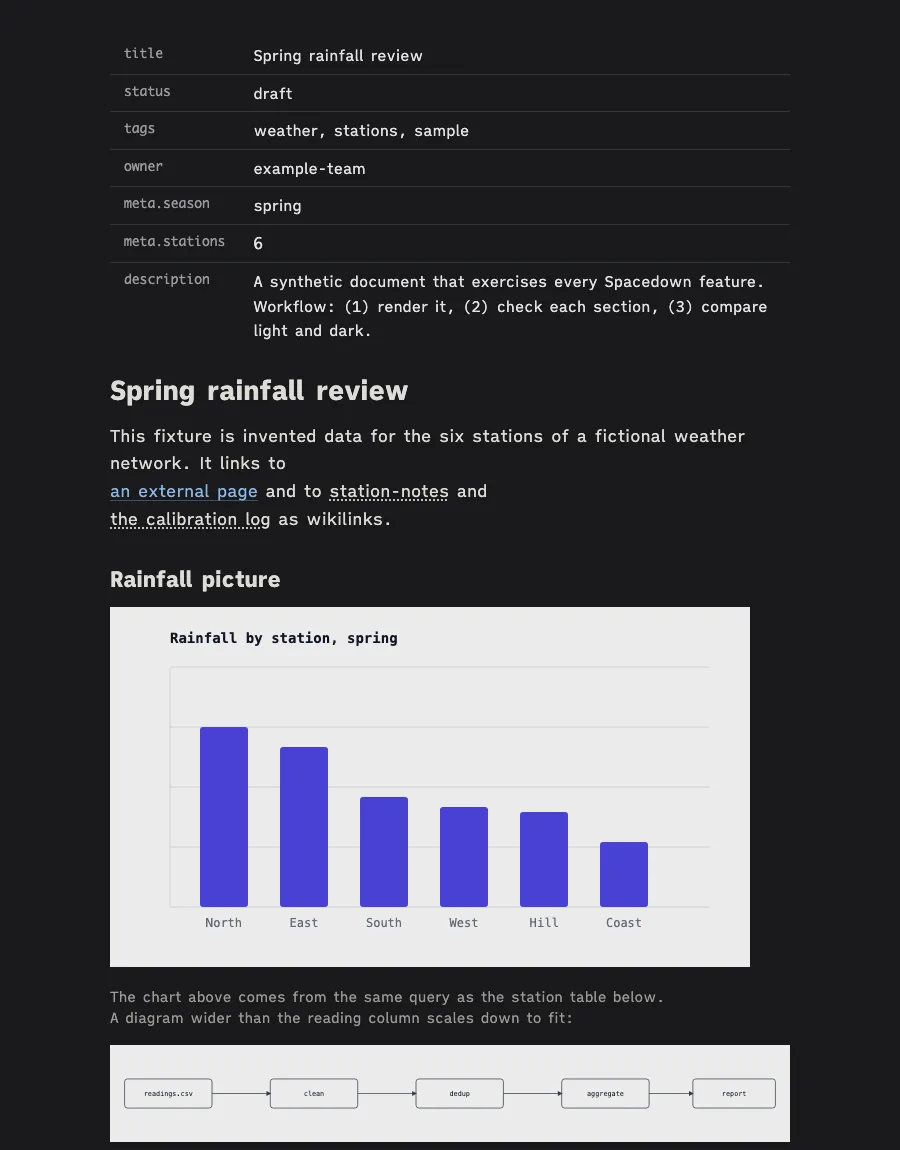 title Spring rainfall review
status draft
tags weather, stations, sample
owner example-team
meta.season spring
meta.stations 6
description A synthetic document that exercises every Spacedown feature.
Workflow: (1) render it, (2) check each section, (3) compare
light and dark.
Spring rainfall review
This fixture is invented data for the six stations of a fictional weather
network. It links to
an external page and to station-notes and
the calibration log as wikilinks.
Rainfall picture
Rainfall by station, spring
North East South West Hill Coast
The chart above comes from the same query as the station table below.
A diagram wider than the reading column scales down to fit:
readings.csv clean dedup aggregate report